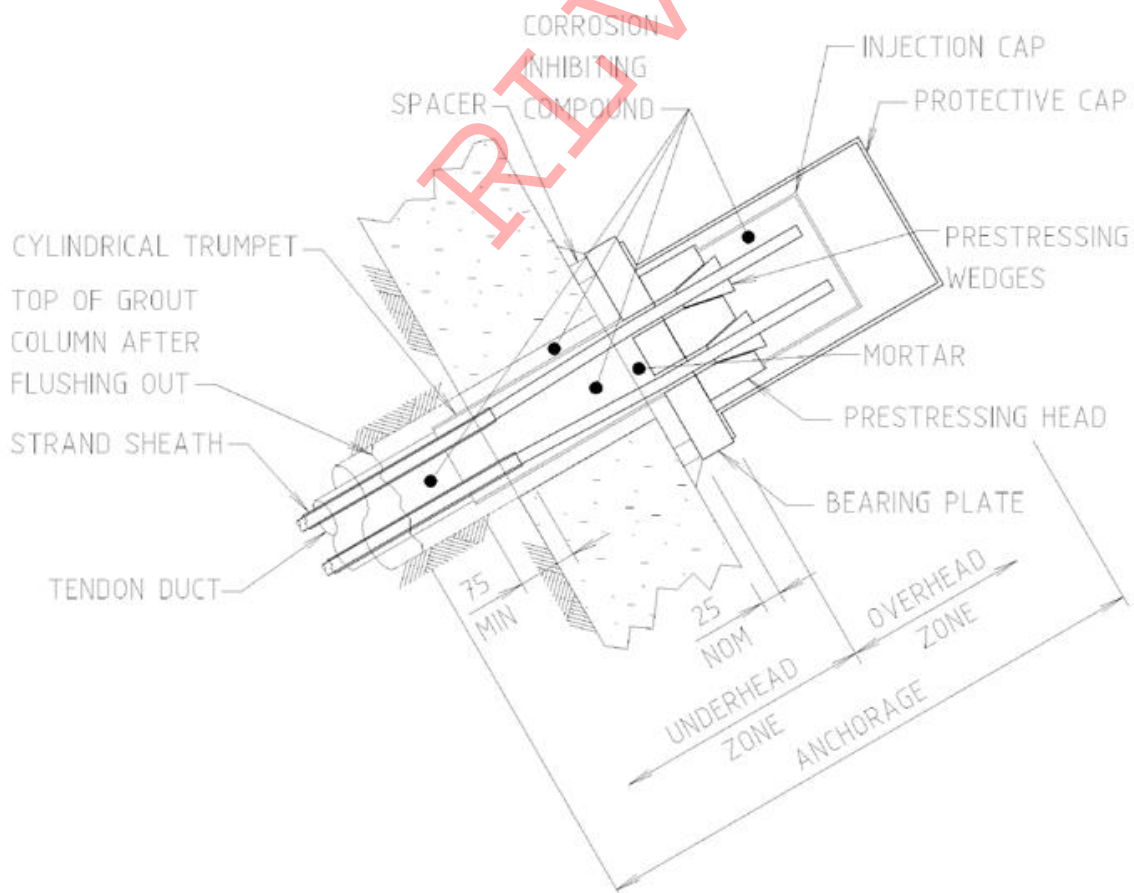 CORROSION
INHIBITING
COMPOUND
INJECTION CAP
SPACER
PROTECTIVE CAP
CYLINDRICAL TRUMPET
PRESTRESSING
WEDGES
TOP OF GROUT
COLUMN AFTER
FLUSHING OUT
MORTAR
STRAND SHEATH
PRESTRESSING HEAD
BEARING PLATE
TENDON DUCT
75
MIN
25
NOM
OVERHEAD
ZONE
UNDERHEAD
ZONE
ANCHORAGE
RLV